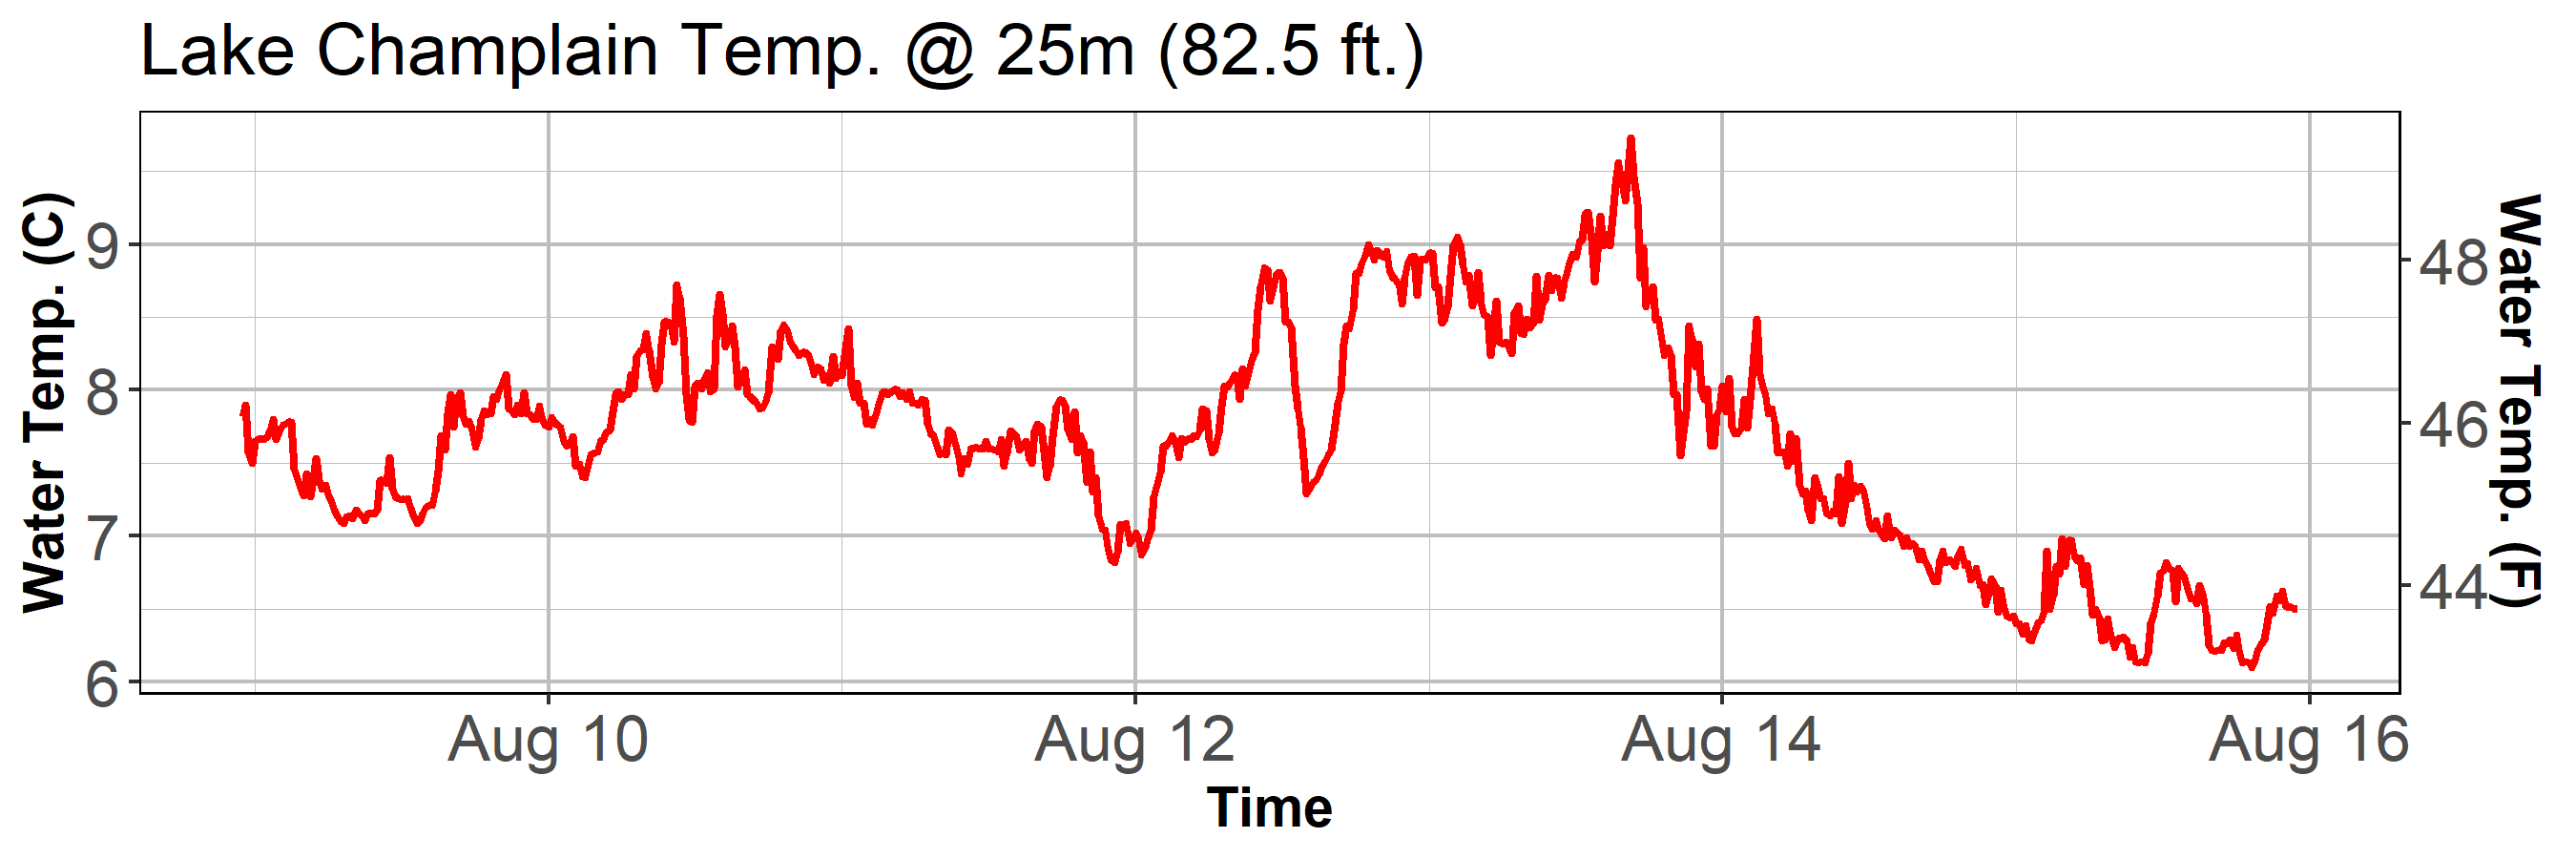 Lake Champlain Temp. @ 25m (82.5 ft.)
Water Temp. (C)
9
8
7
6
48
46
44
Water Temp. (F)
Aug 10
Aug 12
Aug 14
Aug 16
Time